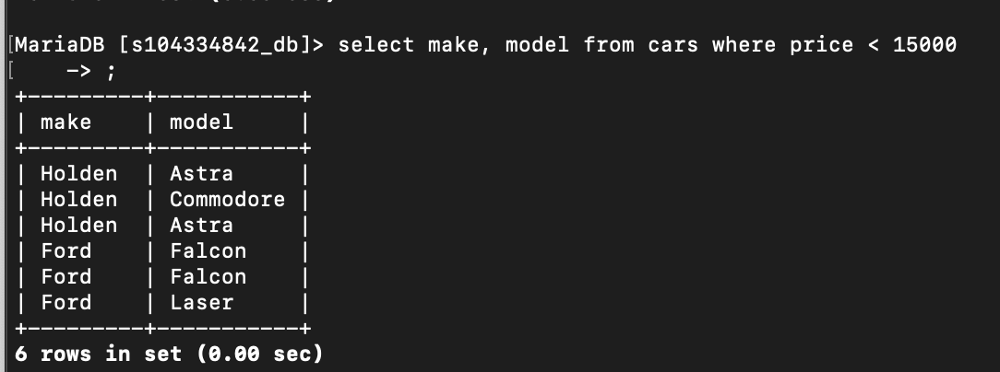 [MariaDB [s104334842_db]> select make, model from cars where price < 15000
[    -> ;
+---------+-----------+
| make    | model     |
+---------+-----------+
| Holden  | Astra     |
| Holden  | Commodore |
| Holden  | Astra     |
| Ford    | Falcon    |
| Ford    | Falcon    |
| Ford    | Laser     |
+---------+-----------+
6 rows in set (0.00 sec)